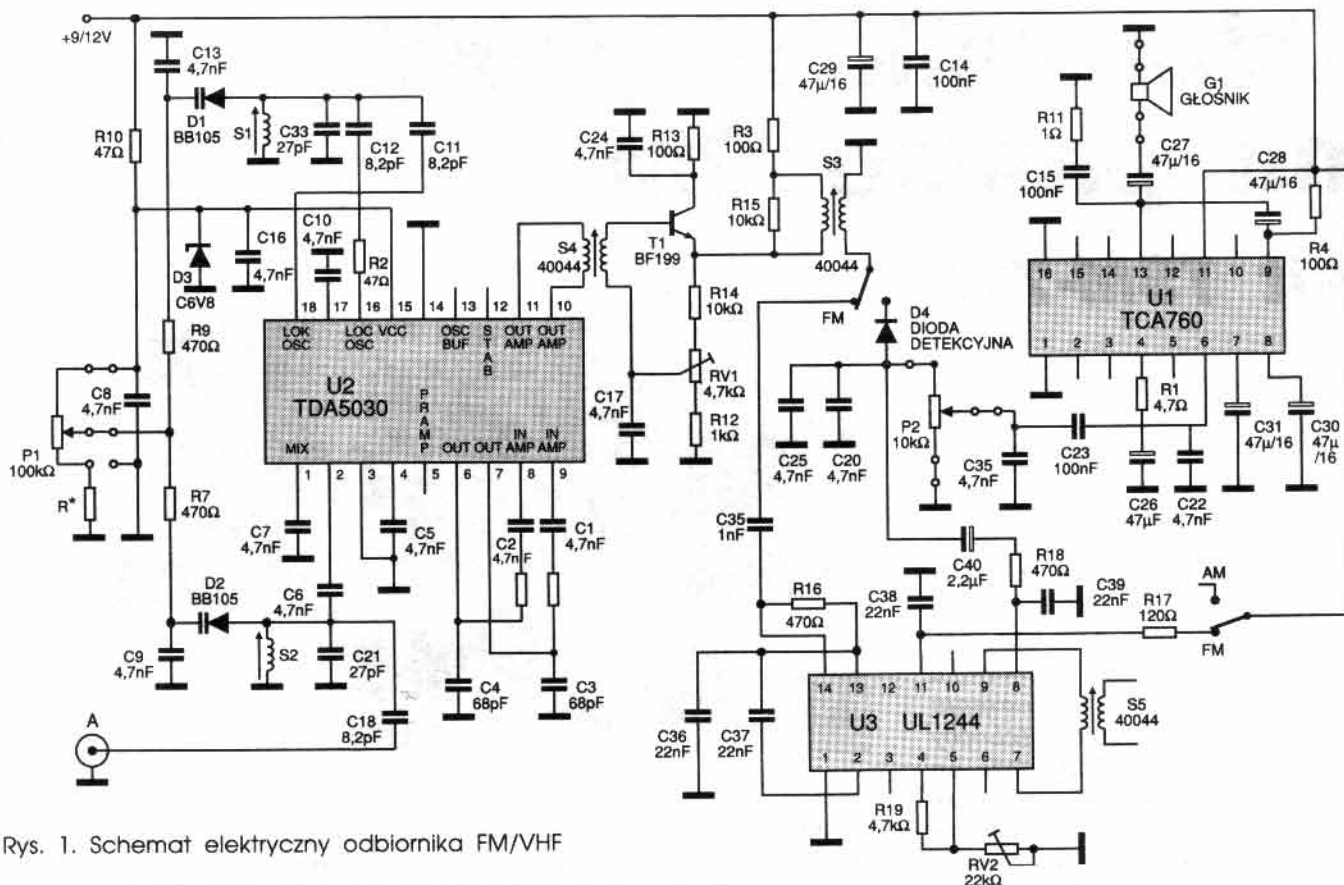 +9/12V
C13
4,7nF
D1
BB105
S1
C33
27pF
C12
8,2pF
C11
8,2pF
R10
47Ω
C10
4,7nF
C16
4,7nF
D3
C6V8
R2
47Ω
R9
470Ω
C24
4,7nF
R13
100Ω
R3
100Ω
R15
10kΩ
C29
47µ/16
C14
100nF
S3
40044
S4
40044
T1
BF199
R14
10kΩ
RV1
4,7kΩ
R12
1kΩ
C17
4,7nF
18 17 16 15 14 13 12 11 10
LOK OSC
LOC OSC
VCC
OSC BUF
STAB
OUT AMP
OUT AMP
U2
TDA5030
PRAMP
MIX
OUT
OUT
IN AMP
IN AMP
1 2 3 4 5 6 7 8 9
C8
4,7nF
P1
100kΩ
R*
R7
470Ω
C7
4,7nF
C5
4,7nF
C2
4,7nF
C1
4,7nF
D2
BB105
C6
4,7nF
C9
4,7nF
S2
C21
27pF
C4
68pF
C3
68pF
C18
8,2pF
A
FM
D4
DIODA
DETEKCYJNA
C25
4,7nF
C20
4,7nF
P2
10kΩ
C35
4,7nF
C23
100nF
G1
GŁOŚNIK
R11
1Ω
C15
100nF
C27
47µ/16
C28
47µ/16
R4
100Ω
16 15 14 13 12 11 10 9
U1
TCA760
1 2 3 4 5 6 7 8
R1
4,7Ω
C26
47µF
C22
4,7nF
C31
47µ/16
C30
47µ
/16
C35
1nF
R16
470Ω
C38
22nF
C40
2,2µF
R18
470Ω
C39
22nF
R17
120Ω
AM
FM
C36
22nF
C37
22nF
14 13 12 11 10 9 8
U3 UL1244
1 2 3 4 5 6 7
S5
40044
R19
4,7kΩ
RV2
22kΩ
Rys. 1. Schemat elektryczny odbiornika FM/VHF